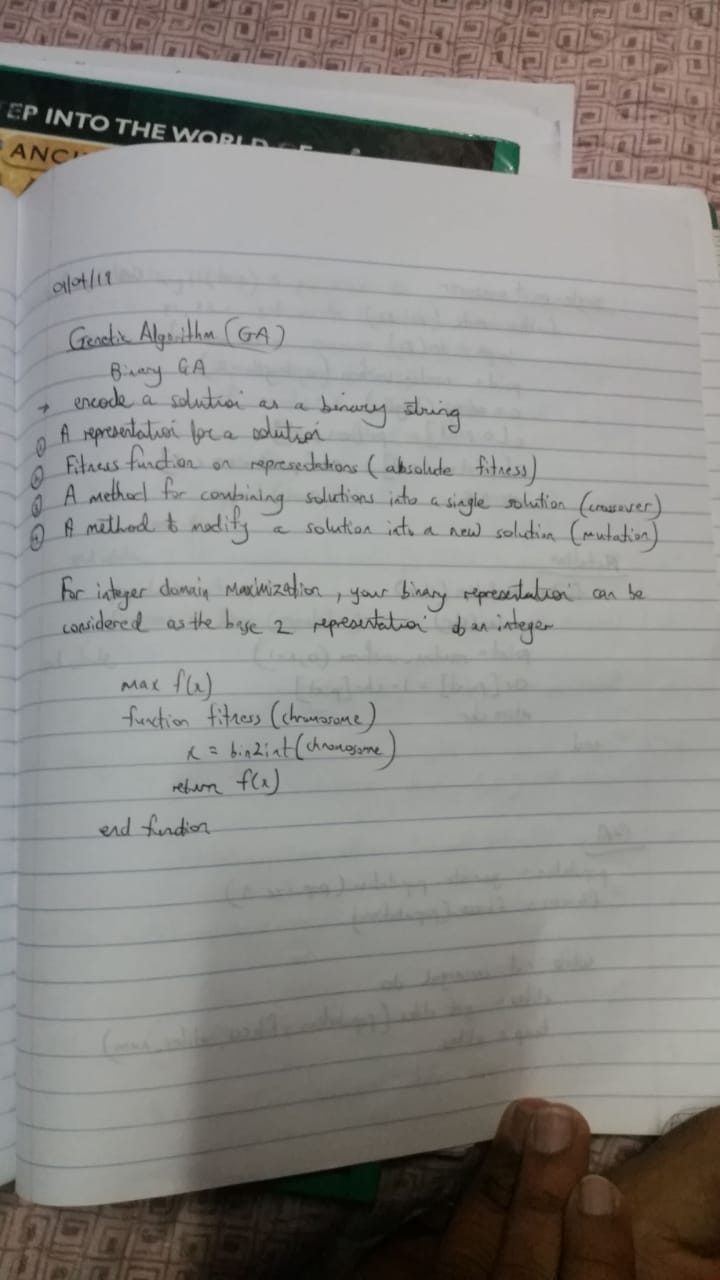 EP INTO THE WORLD
ANCI
01/04/19
Genetic Algorithm (GA)
Binary GA
→ encode a solution as a binary string
① A representation for a solution
② Fitness function on representations (absolute fitness)
③ A method for combining solutions into a single solution (crossover)
④ A method to modify a solution into a new solution (mutation)
For integer domain maximization, your binary representation can be
considered as the base 2 representation of an integer
max f(x)
function fitness (chromosome)
x = bin2int(chromosome)
return f(x)
end function